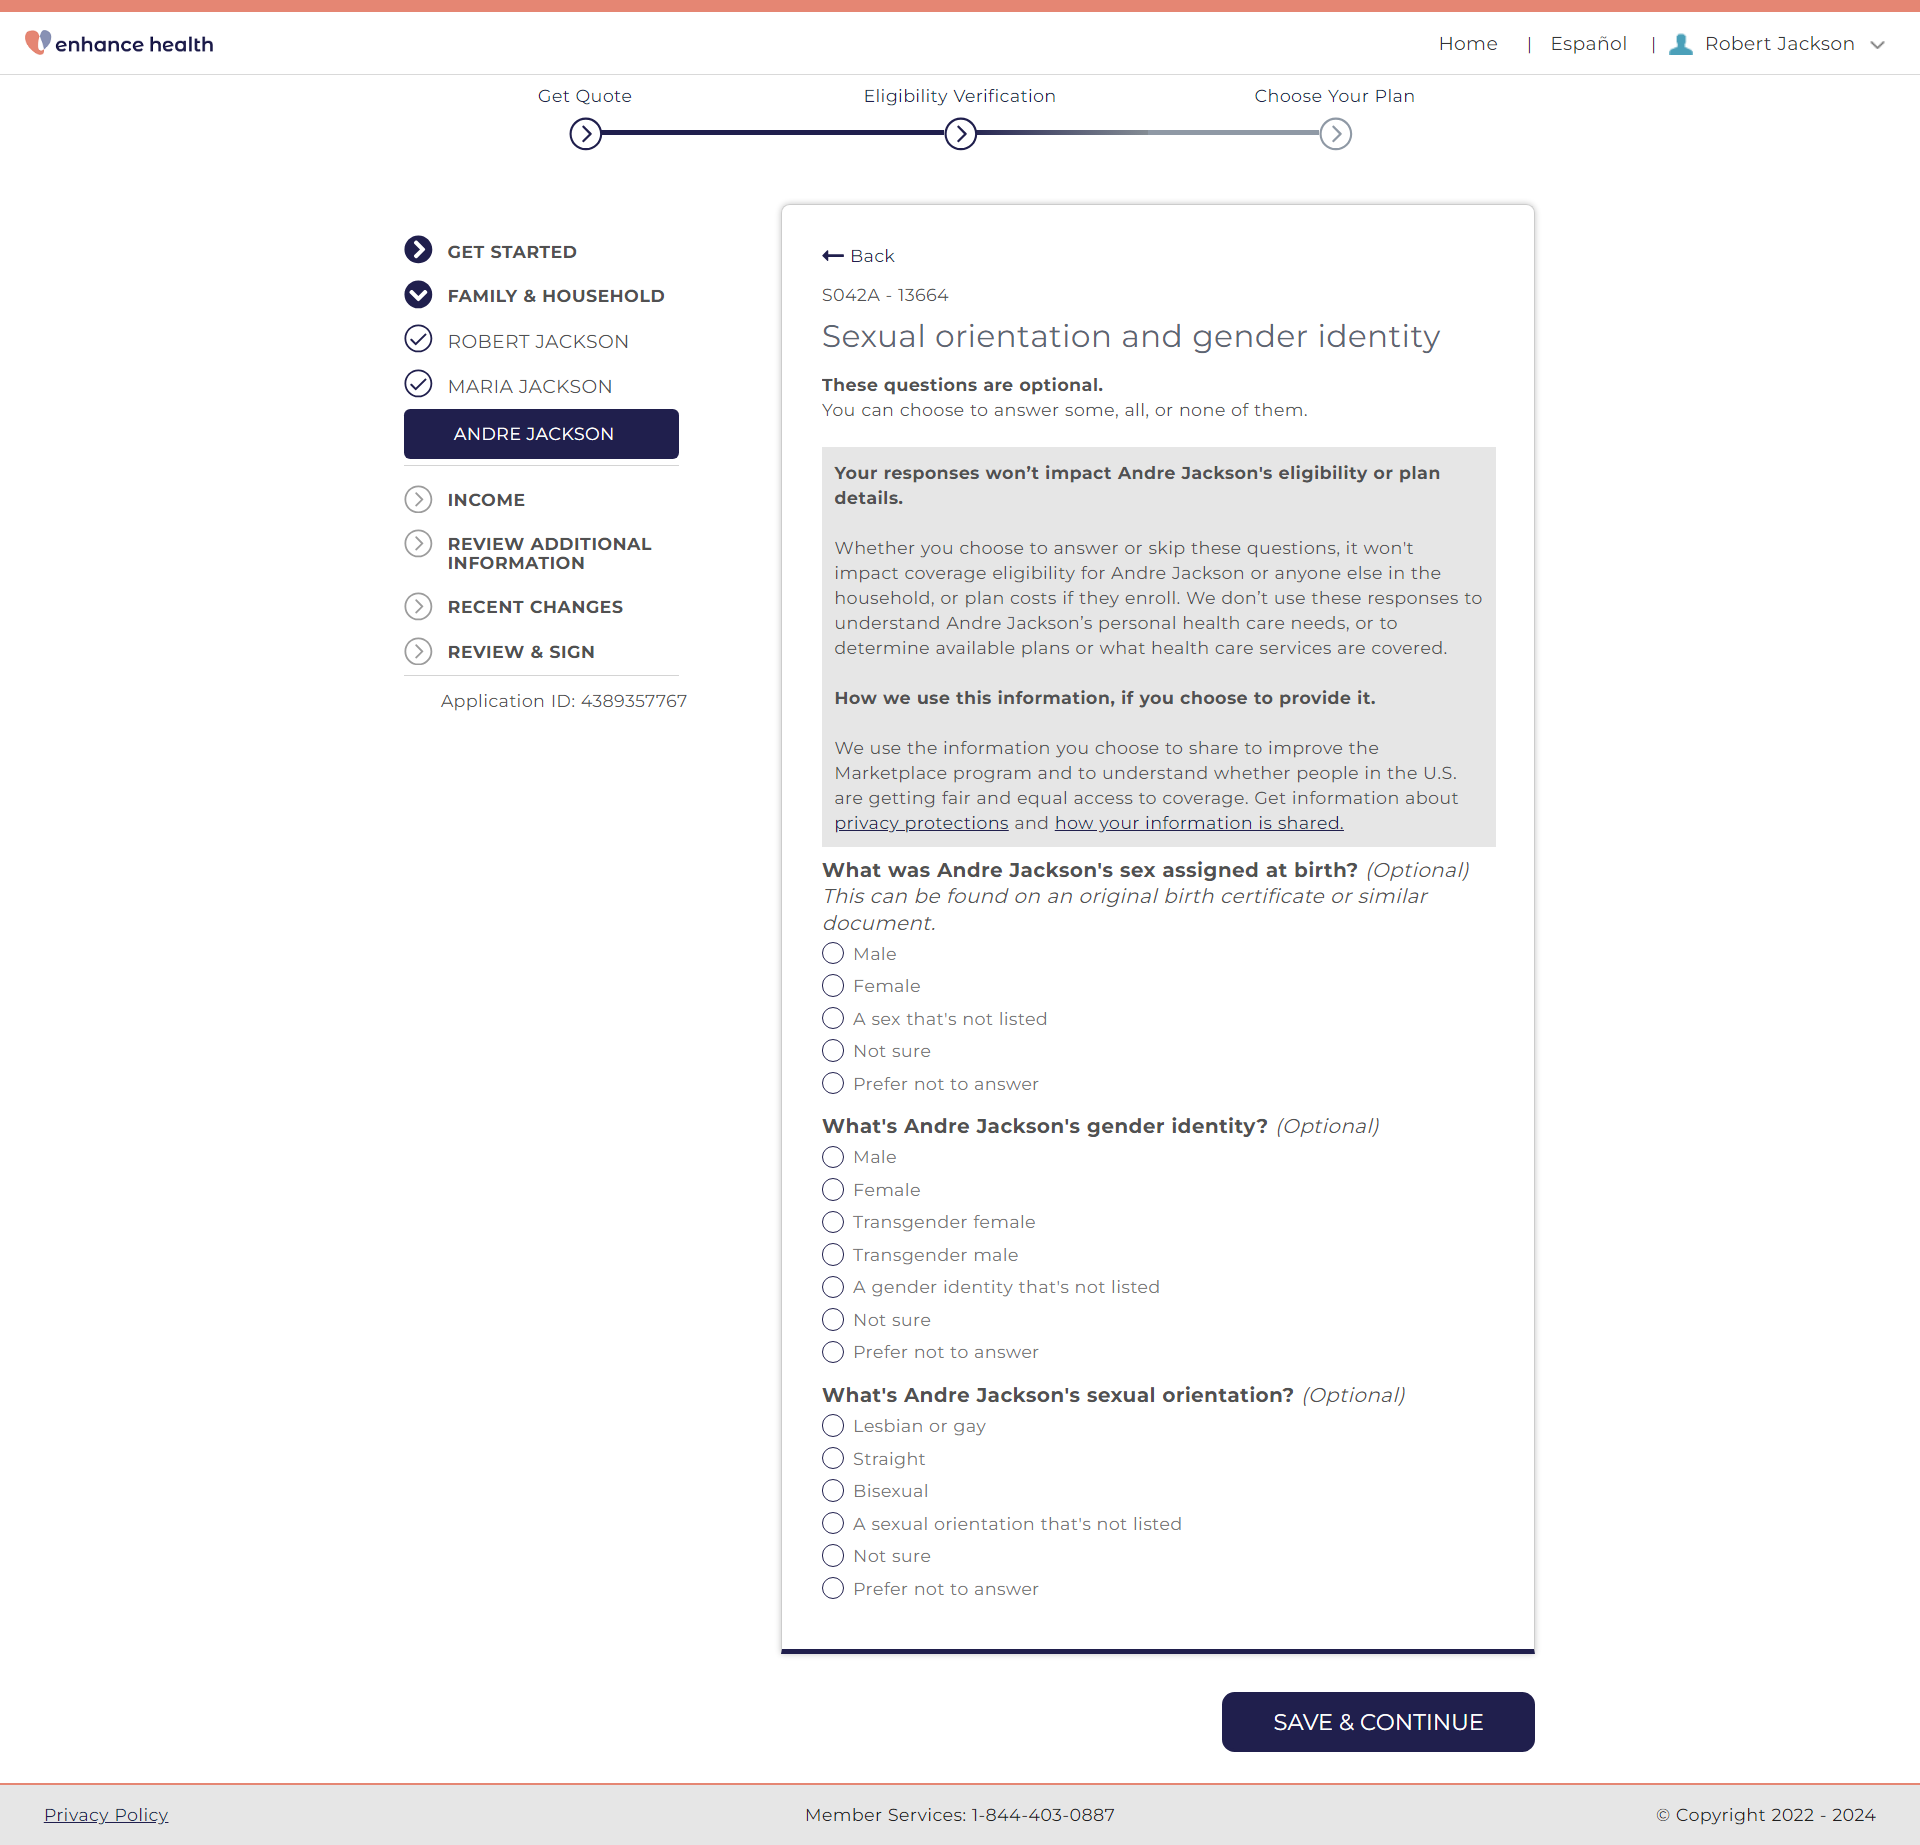 enhance health
Home | Español | Robert Jackson
Get Quote
Eligibility Verification
Choose Your Plan
GET STARTED
FAMILY & HOUSEHOLD
ROBERT JACKSON
MARIA JACKSON
ANDRE JACKSON
INCOME
REVIEW ADDITIONAL
INFORMATION
RECENT CHANGES
REVIEW & SIGN
Application ID: 4389357767
Back
S042A - 13664
Sexual orientation and gender identity
These questions are optional.
You can choose to answer some, all, or none of them.
Your responses won’t impact Andre Jackson's eligibility or plan
details.
Whether you choose to answer or skip these questions, it won't
impact coverage eligibility for Andre Jackson or anyone else in the
household, or plan costs if they enroll. We don’t use these responses to
understand Andre Jackson’s personal health care needs, or to
determine available plans or what health care services are covered.
How we use this information, if you choose to provide it.
We use the information you choose to share to improve the
Marketplace program and to understand whether people in the U.S.
are getting fair and equal access to coverage. Get information about
privacy protections and how your information is shared.
What was Andre Jackson's sex assigned at birth? (Optional)
This can be found on an original birth certificate or similar
document.
Male
Female
A sex that's not listed
Not sure
Prefer not to answer
What's Andre Jackson's gender identity? (Optional)
Male
Female
Transgender female
Transgender male
A gender identity that's not listed
Not sure
Prefer not to answer
What's Andre Jackson's sexual orientation? (Optional)
Lesbian or gay
Straight
Bisexual
A sexual orientation that's not listed
Not sure
Prefer not to answer
SAVE & CONTINUE
Privacy Policy
Member Services: 1-844-403-0887
© Copyright 2022 - 2024